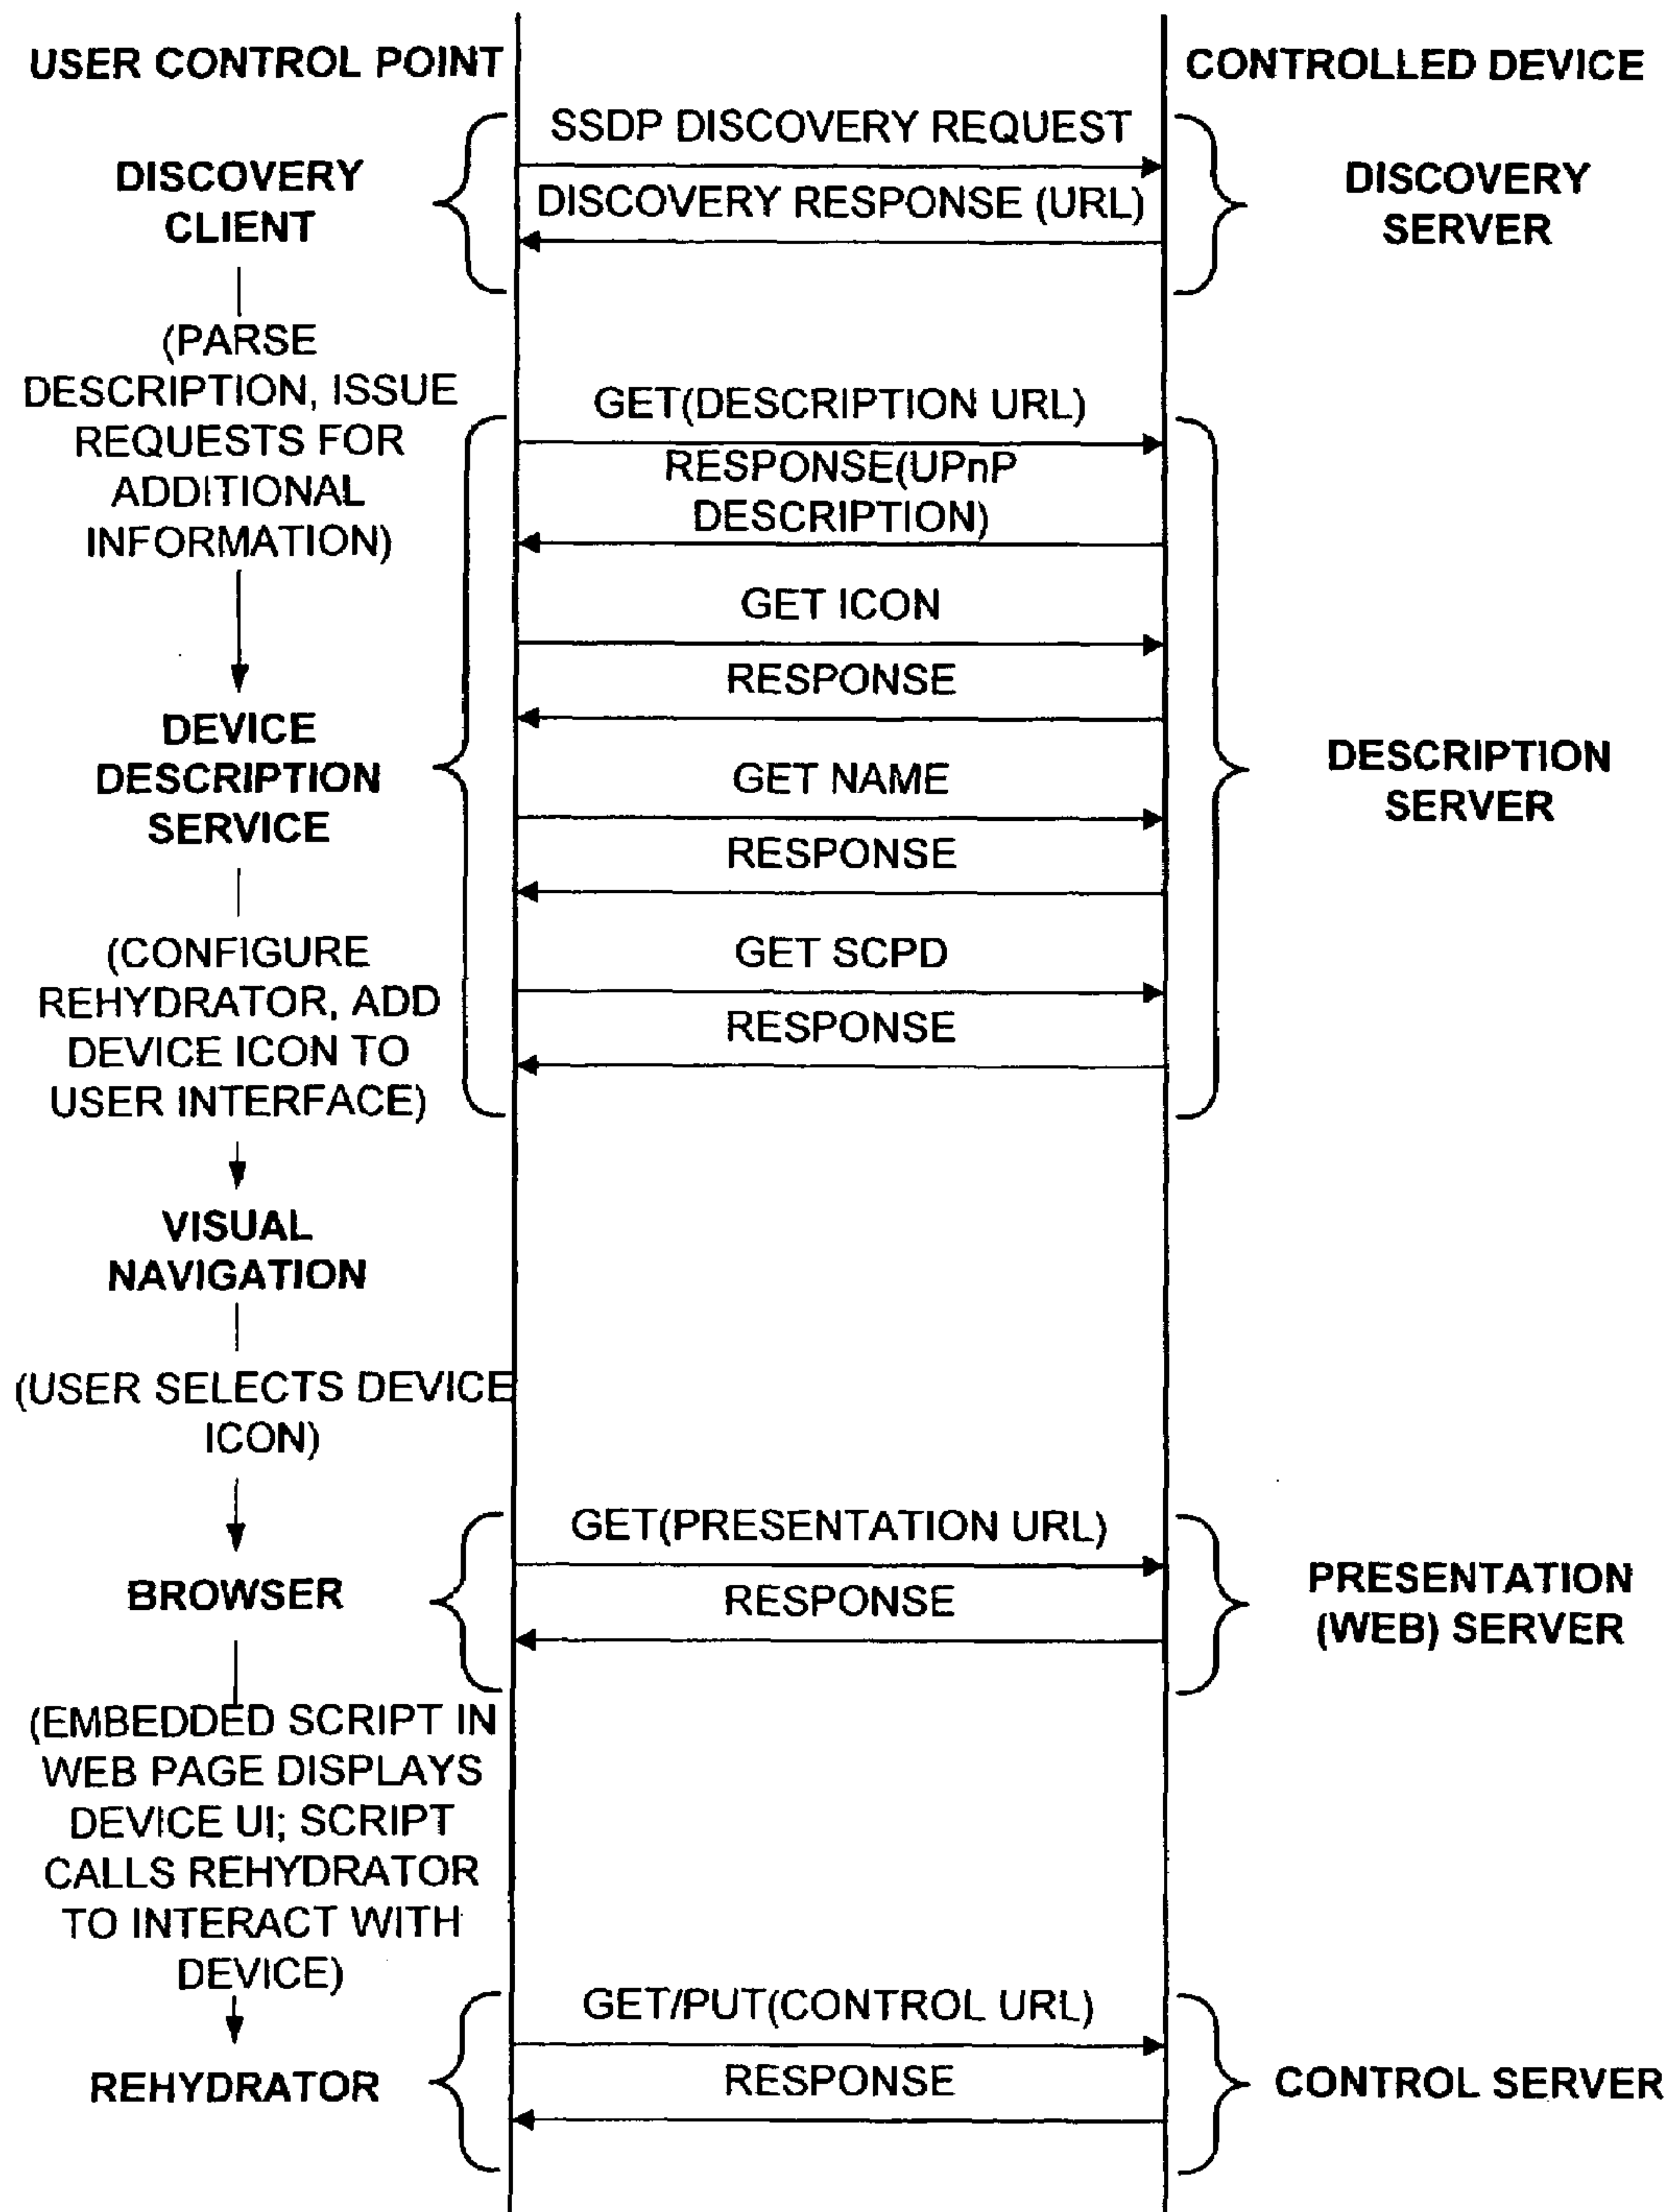 USER CONTROL POINT
CONTROLLED DEVICE
SSDP DISCOVERY REQUEST
DISCOVERY
CLIENT
DISCOVERY RESPONSE (URL)
DISCOVERY
SERVER
(PARSE
DESCRIPTION, ISSUE
REQUESTS FOR
ADDITIONAL
INFORMATION)
GET(DESCRIPTION URL)
RESPONSE(UPnP
DESCRIPTION)
GET ICON
RESPONSE
DEVICE
DESCRIPTION
SERVICE
GET NAME
RESPONSE
DESCRIPTION
SERVER
(CONFIGURE
REHYDRATOR, ADD
DEVICE ICON TO
USER INTERFACE)
GET SCPD
RESPONSE
VISUAL
NAVIGATION
(USER SELECTS DEVICE
ICON)
BROWSER
GET(PRESENTATION URL)
RESPONSE
PRESENTATION
(WEB) SERVER
(EMBEDDED SCRIPT IN
WEB PAGE DISPLAYS
DEVICE UI; SCRIPT
CALLS REHYDRATOR
TO INTERACT WITH
DEVICE)
REHYDRATOR
GET/PUT(CONTROL URL)
RESPONSE
CONTROL SERVER